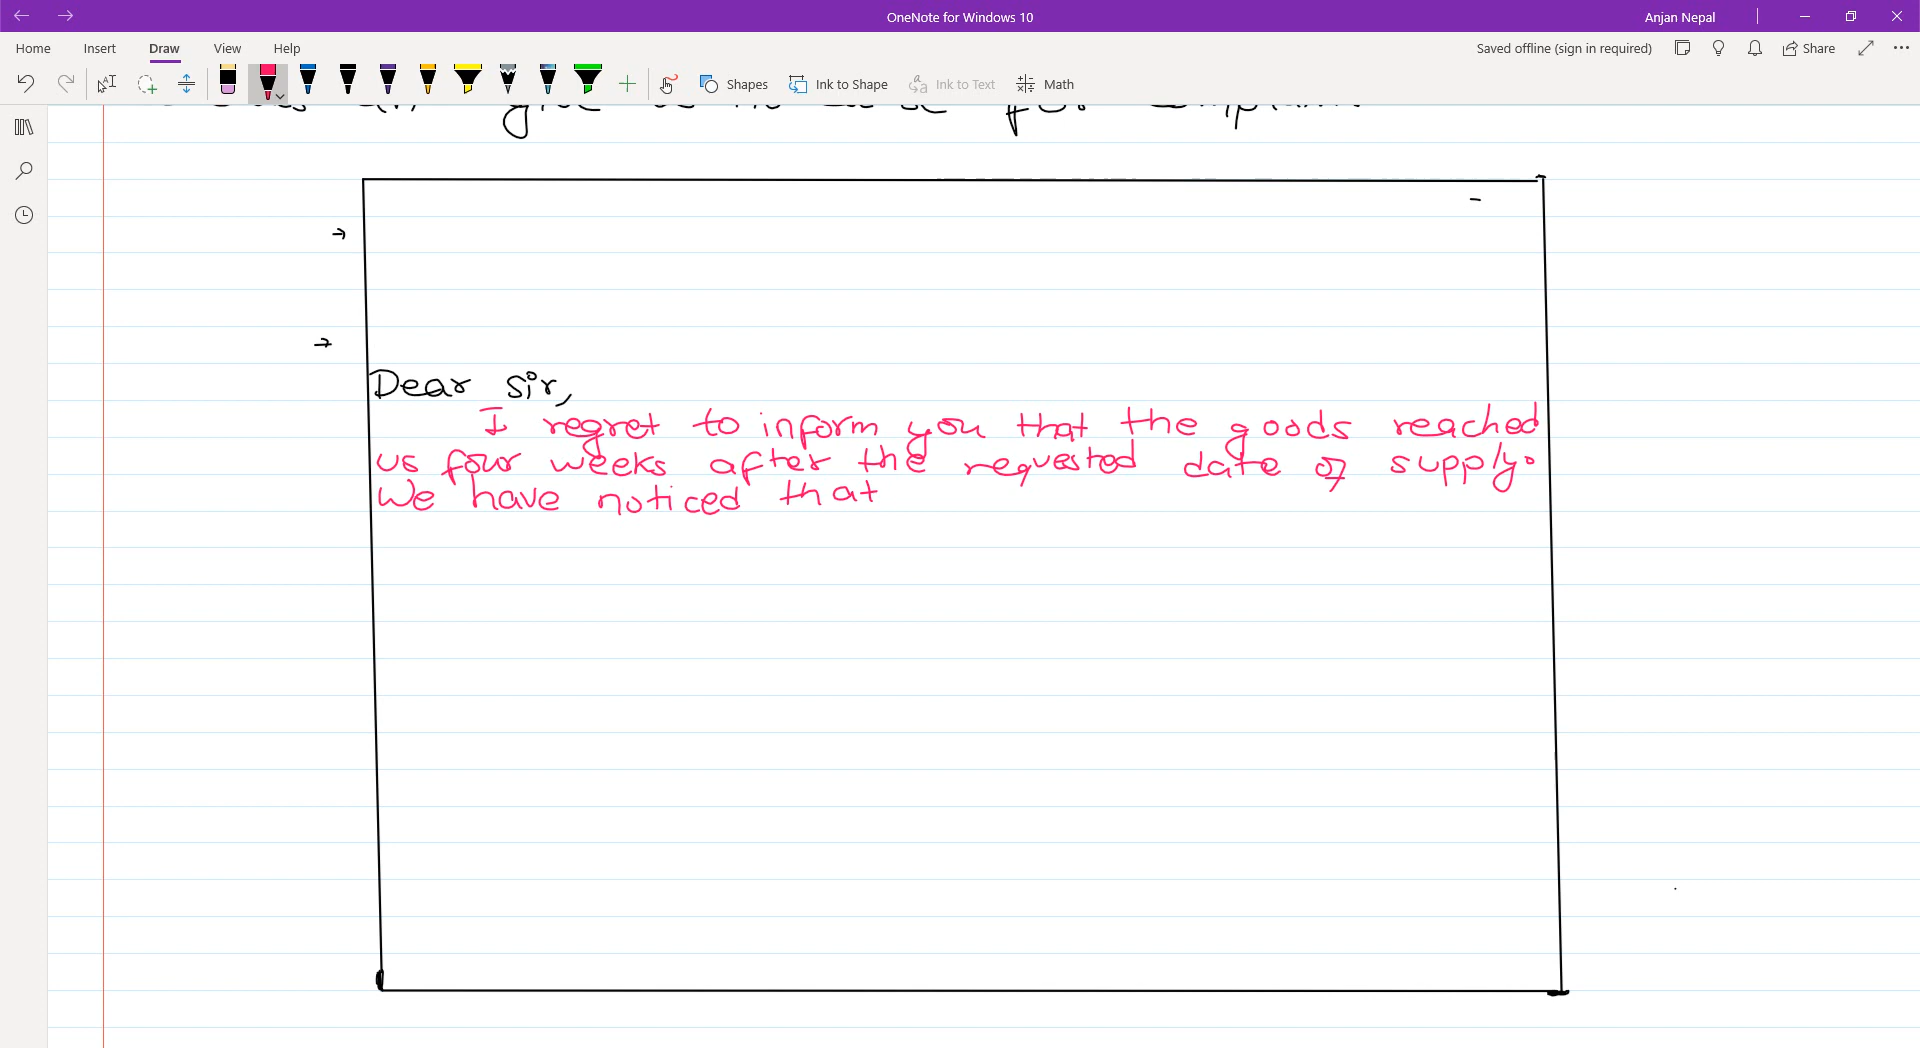 OneNote for Windows 10
Anjan Nepal
Home Insert Draw View Help
Saved offline (sign in required) Share
Shapes Ink to Shape Ink to Text Math
Dear Sir,
I regret to inform you that the goods reached
us four weeks after the requested date of supply.
We have noticed that